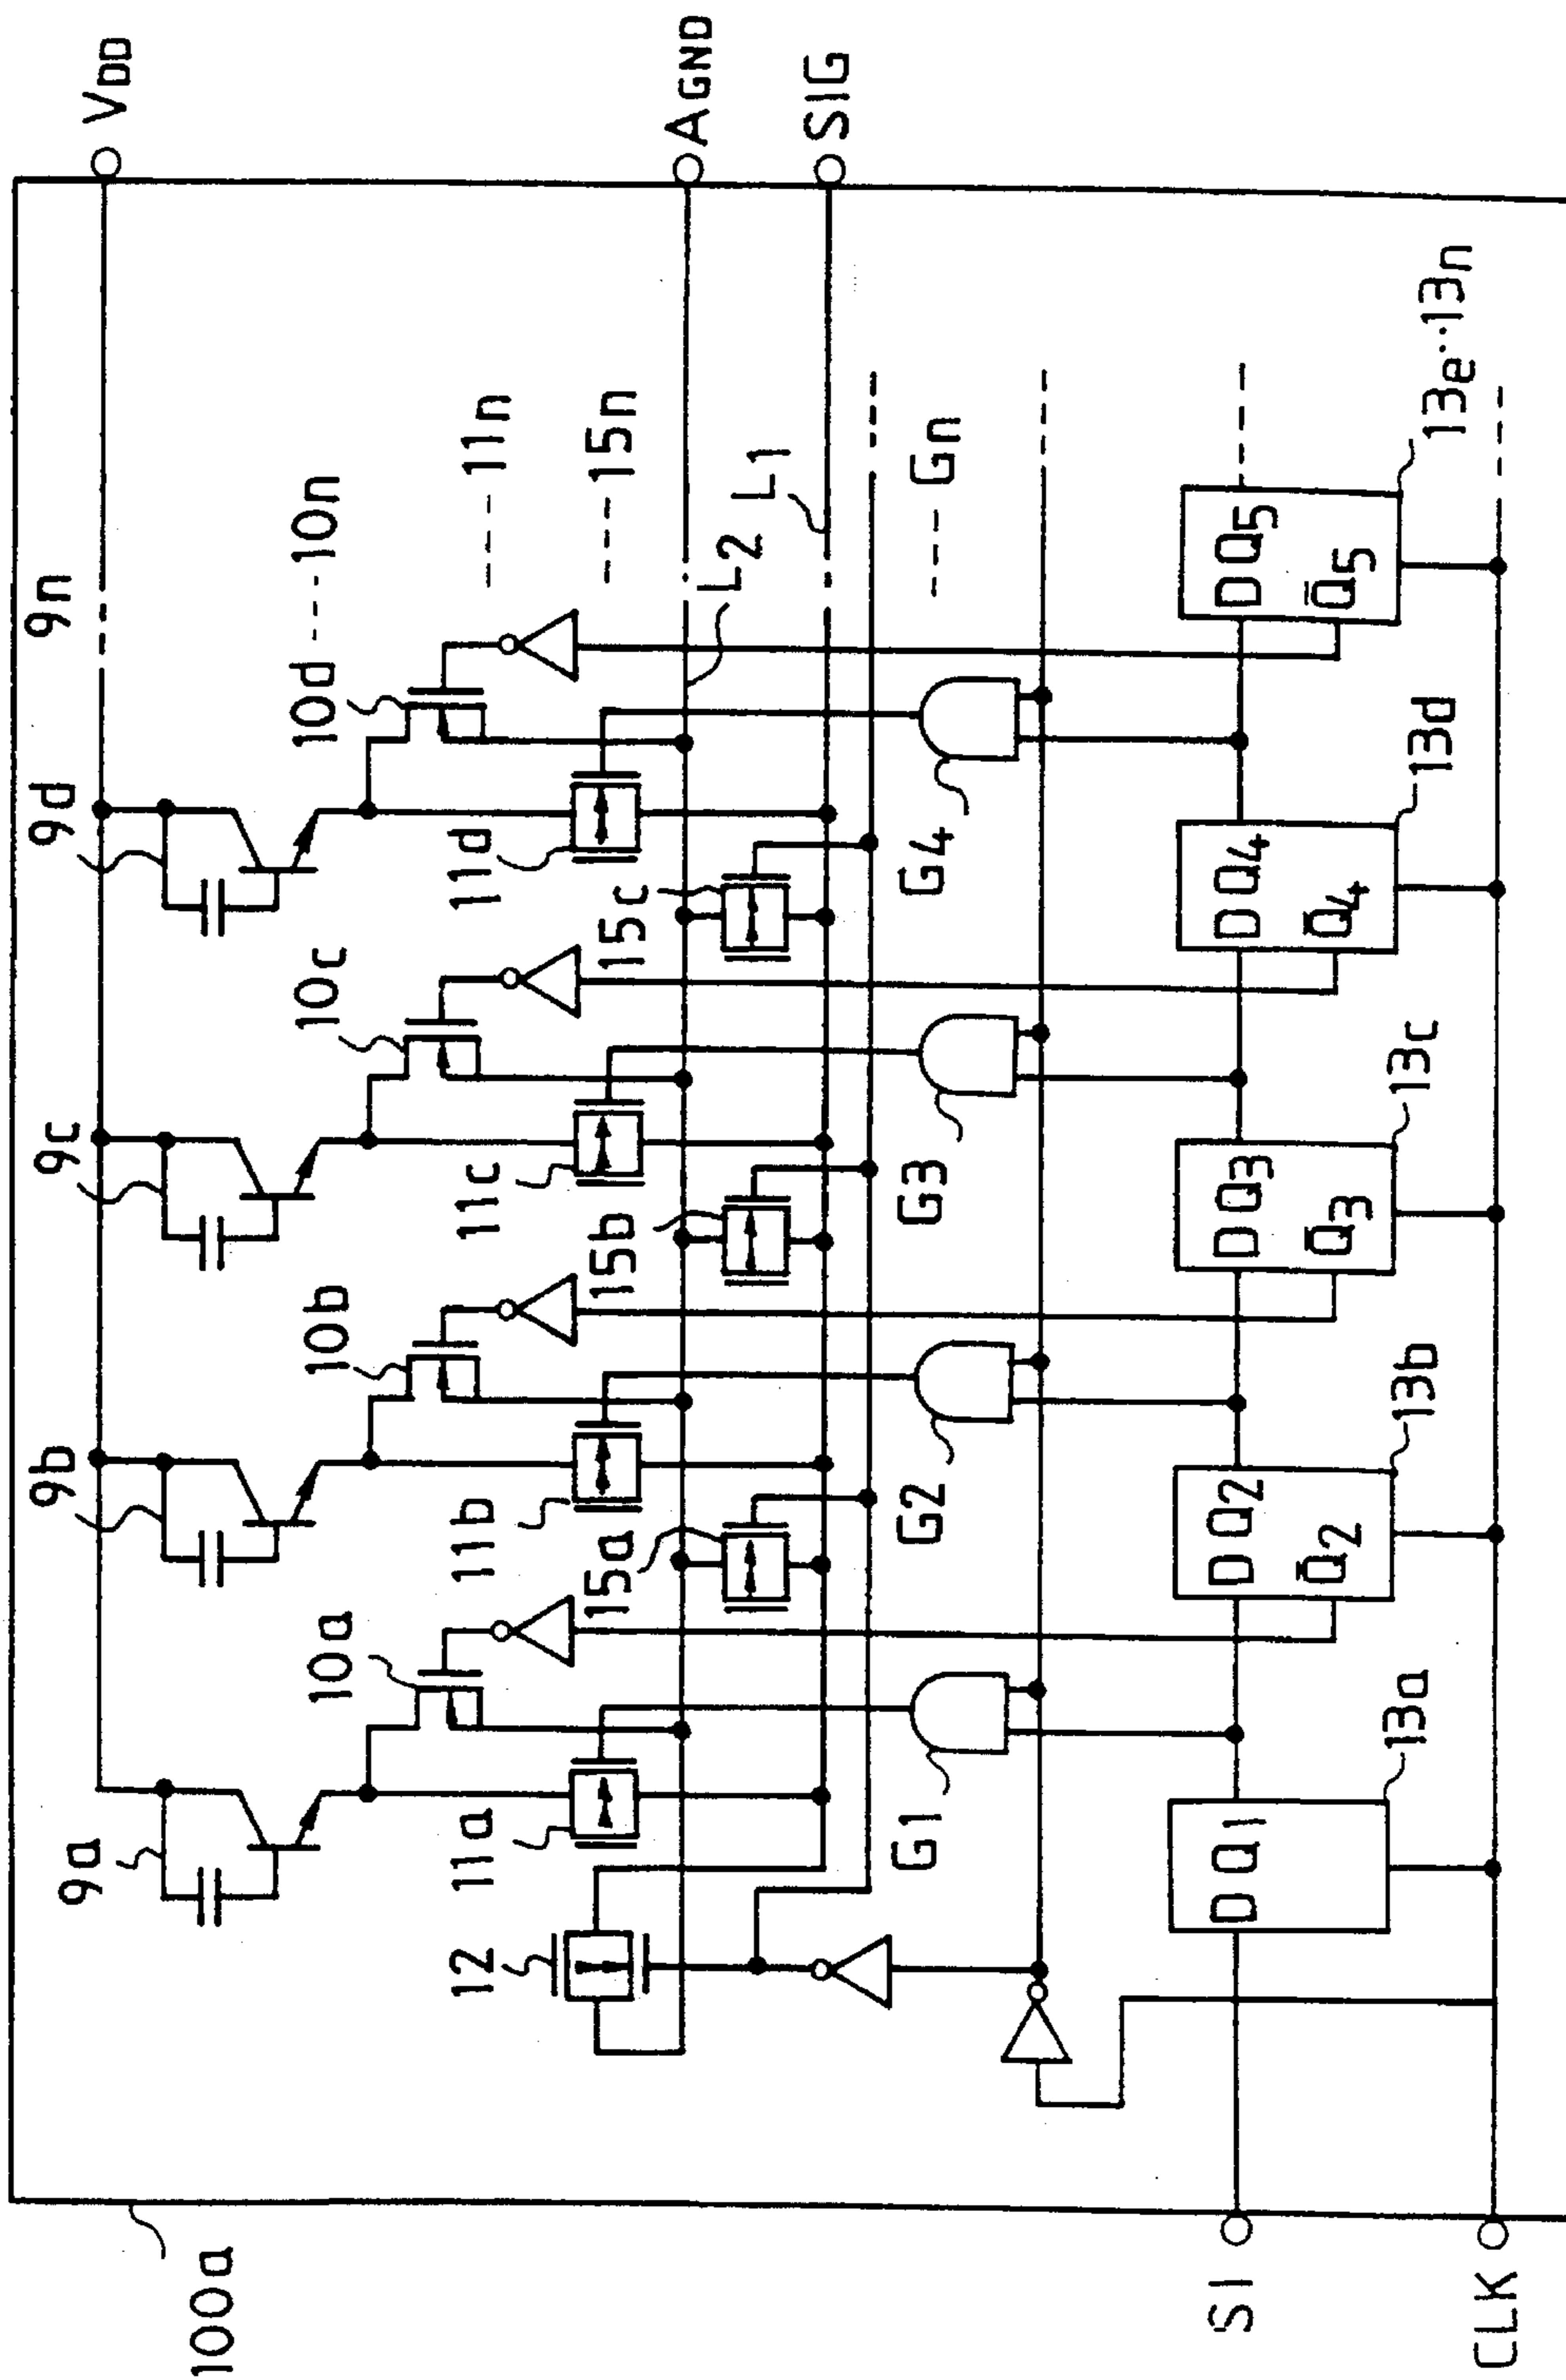 100a
9a
9b
9c
9d
9n
VDD
10a
10b
10c
10d ---- 10n
11a
11b
11c
11d
---- 11n
12
15a
15b
15c
---- 15n
L2
L1
AGND
SIG
G1
G2
G3
G4
---- Gn
D Q1
D Q2
Q̅2
D Q3
Q̅3
D Q4
Q̅4
D Q5
Q̅5
13a
13b
13c
13d
13e··13n
SI
CLK